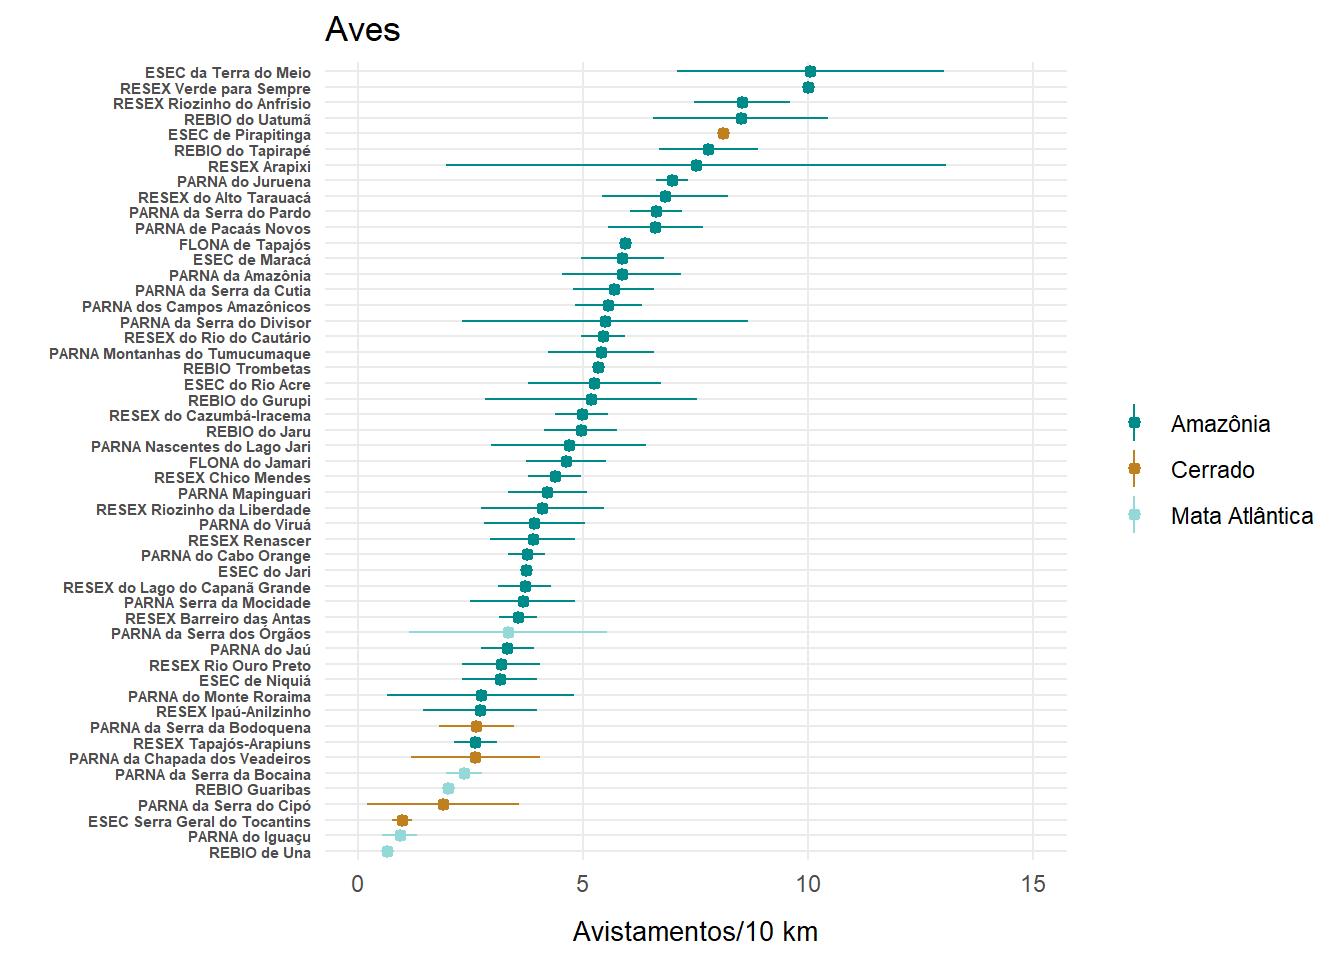 Aves
ESEC da Terra do Meio
RESEX Verde para Sempre
RESEX Riozinho do Anfrísio
REBIO do Uatumã
ESEC de Pirapitinga
REBIO do Tapirapé
RESEX Arapixi
PARNA do Juruena
RESEX do Alto Tarauacá
PARNA da Serra do Pardo
PARNA de Pacaás Novos
FLONA de Tapajós
ESEC de Maracá
PARNA da Amazônia
PARNA da Serra da Cutia
PARNA dos Campos Amazônicos
PARNA da Serra do Divisor
RESEX do Rio do Cautário
PARNA Montanhas do Tumucumaque
REBIO Trombetas
ESEC do Rio Acre
REBIO do Gurupi
RESEX do Cazumbá-Iracema
REBIO do Jaru
PARNA Nascentes do Lago Jari
FLONA do Jamari
RESEX Chico Mendes
PARNA Mapinguari
RESEX Riozinho da Liberdade
PARNA do Viruá
RESEX Renascer
PARNA do Cabo Orange
ESEC do Jari
RESEX do Lago do Capanã Grande
PARNA Serra da Mocidade
RESEX Barreiro das Antas
PARNA da Serra dos Órgãos
PARNA do Jaú
RESEX Rio Ouro Preto
ESEC de Niquiá
PARNA do Monte Roraima
RESEX Ipaú-Anilzinho
PARNA da Serra da Bodoquena
RESEX Tapajós-Arapiuns
PARNA da Chapada dos Veadeiros
PARNA da Serra da Bocaina
REBIO Guaribas
PARNA da Serra do Cipó
ESEC Serra Geral do Tocantins
PARNA do Iguaçu
REBIO de Una
0 5 10 15
Avistamentos/10 km
Amazônia
Cerrado
Mata Atlântica